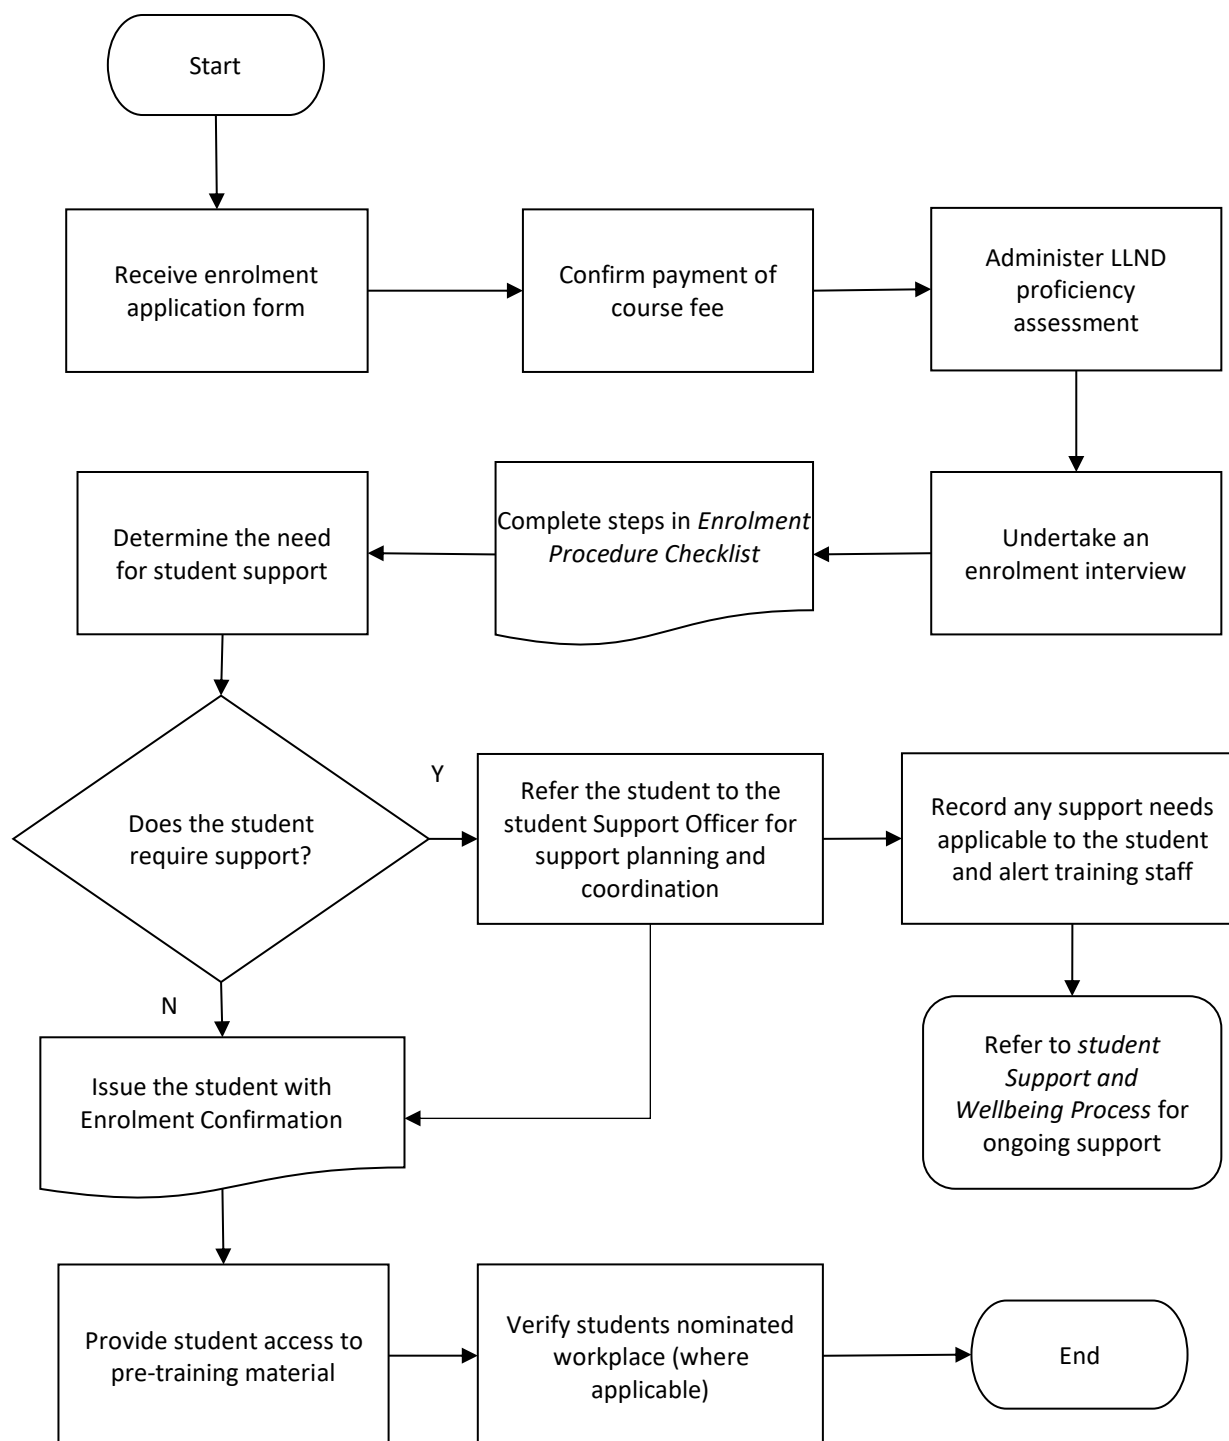 Start
Receive enrolment
application form
Confirm payment of
course fee
Administer LLND
proficiency
assessment
Determine the need
for student support
Complete steps in Enrolment
Procedure Checklist
Undertake an
enrolment interview
Does the student
require support?
Y
Refer the student to the
student Support Officer for
support planning and
coordination
Record any support needs
applicable to the student
and alert training staff
N
Issue the student with
Enrolment Confirmation
Refer to student
Support and
Wellbeing Process for
ongoing support
Provide student access to
pre-training material
Verify students nominated
workplace (where
applicable)
End